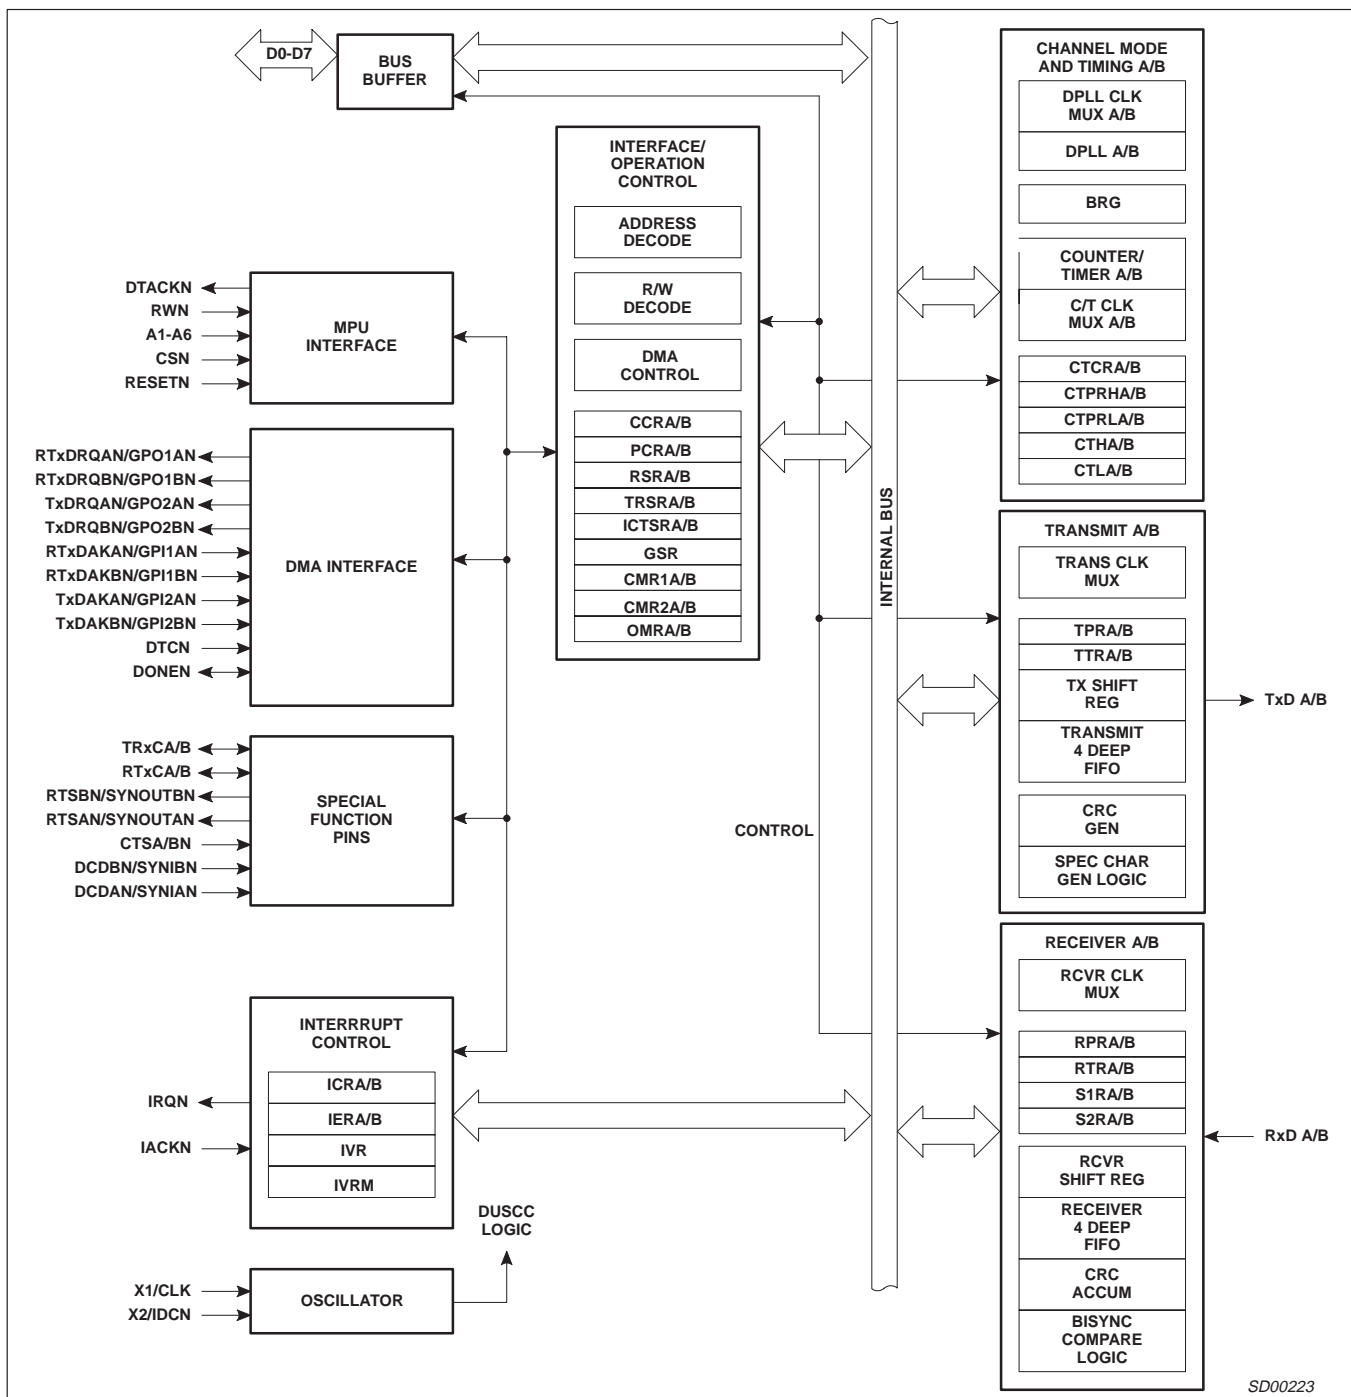 D0-D7
BUS
BUFFER
INTERFACE/
OPERATION
CONTROL
ADDRESS
DECODE
R/W
DECODE
DMA
CONTROL
CCRA/B
PCRA/B
RSRA/B
TRSRA/B
ICTSRA/B
GSR
CMR1A/B
CMR2A/B
OMRA/B
DTACKN
RWN
A1-A6
CSN
RESETN
MPU
INTERFACE
RTxDRQAN/GPO1AN
RTxDRQBN/GPO1BN
TxDRQAN/GPO2AN
TxDRQBN/GPO2BN
RTxDAKAN/GPI1AN
RTxDAKBN/GPI1BN
TxDAKAN/GPI2AN
TxDAKBN/GPI2BN
DTCN
DONEN
DMA INTERFACE
TRxCA/B
RTxCA/B
RTSBN/SYNOUTBN
RTSAN/SYNOUTAN
CTSA/BN
DCDBN/SYNIBN
DCDAN/SYNIAN
SPECIAL
FUNCTION
PINS
INTERRRUPT
CONTROL
ICRA/B
IERA/B
IVR
IVRM
IRQN
IACKN
DUSCC
LOGIC
X1/CLK
X2/IDCN
OSCILLATOR
CONTROL
INTERNAL BUS
CHANNEL MODE
AND TIMING A/B
DPLL CLK
MUX A/B
DPLL A/B
BRG
COUNTER/
TIMER A/B
C/T CLK
MUX A/B
CTCRA/B
CTPRHA/B
CTPRLA/B
CTHA/B
CTLA/B
TRANSMIT A/B
TRANS CLK
MUX
TPRA/B
TTRA/B
TX SHIFT
REG
TRANSMIT
4 DEEP
FIFO
CRC
GEN
SPEC CHAR
GEN LOGIC
TxD A/B
RECEIVER A/B
RCVR CLK
MUX
RPRA/B
RTRA/B
S1RA/B
S2RA/B
RCVR
SHIFT REG
RECEIVER
4 DEEP
FIFO
CRC
ACCUM
BISYNC
COMPARE
LOGIC
RxD A/B
SD00223